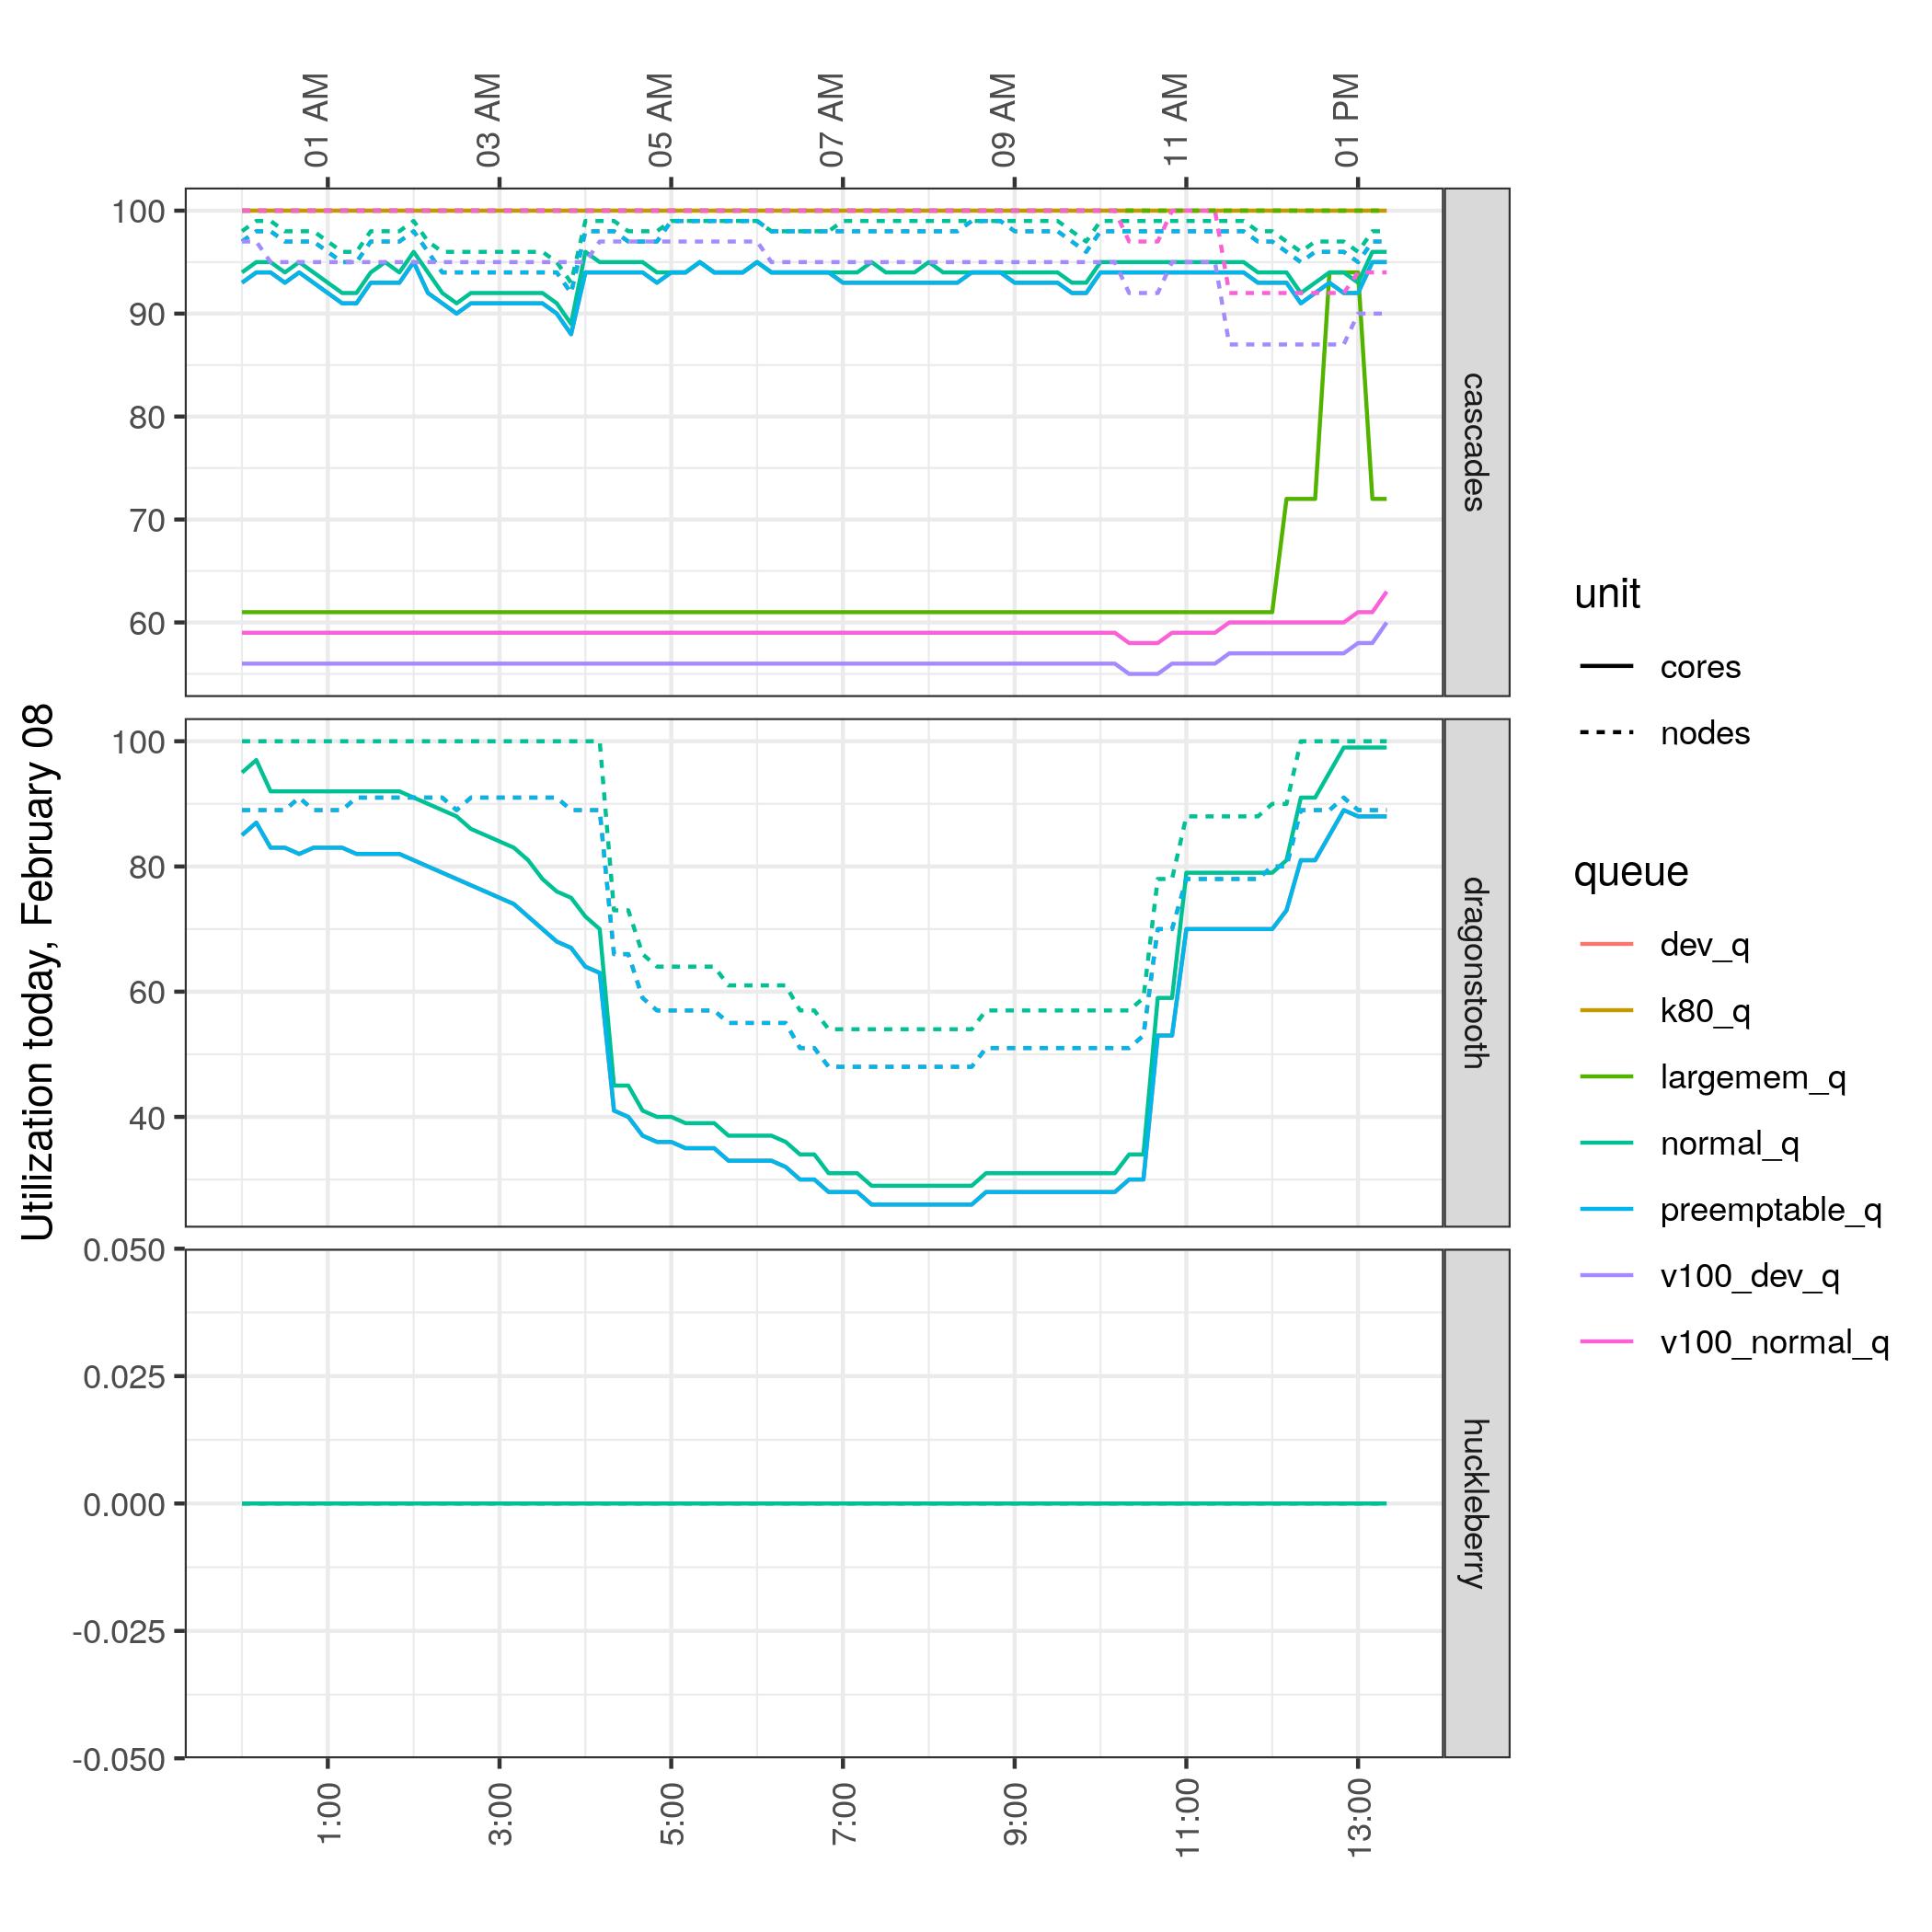 01 AM
03 AM
05 AM
07 AM
09 AM
11 AM
01 PM
Utilization today, February 08
100
90
80
70
60
cascades
100
80
60
40
dragonstooth
0.050
0.025
0.000
-0.025
-0.050
huckleberry
1:00
3:00
5:00
7:00
9:00
11:00
13:00
unit
cores
nodes
queue
dev_q
k80_q
largemem_q
normal_q
preemptable_q
v100_dev_q
v100_normal_q